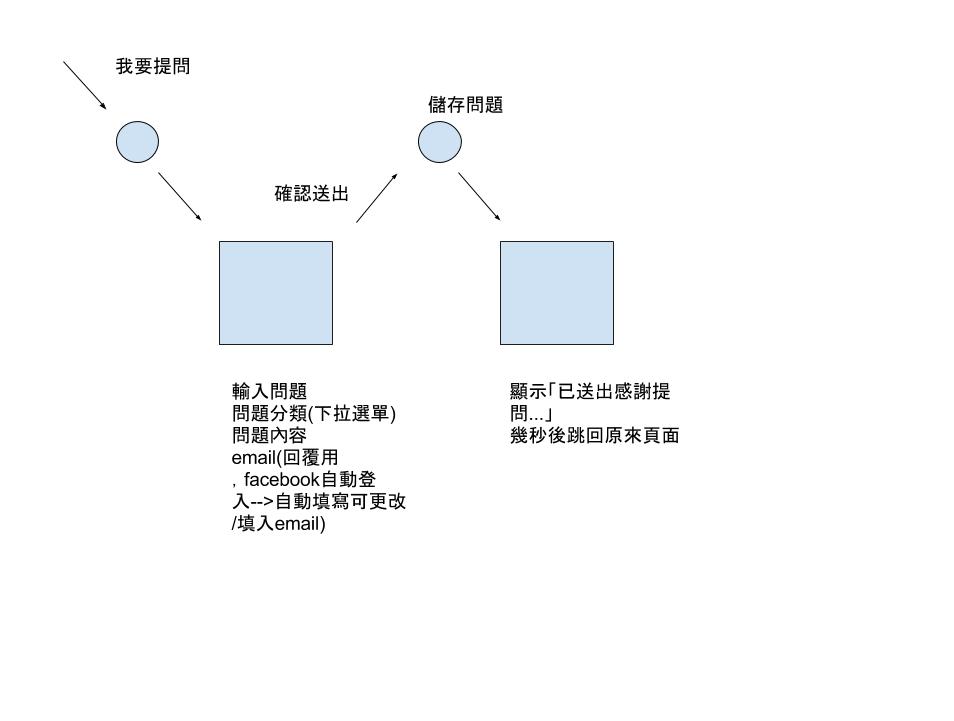 我要提問
儲存問題
確認送出
輸入問題
問題分類(下拉選單)
問題內容
email(回覆用
，facebook自動登
入-->自動填寫可更改
/填入email)
顯示「已送出感謝提
問...」
幾秒後跳回原來頁面